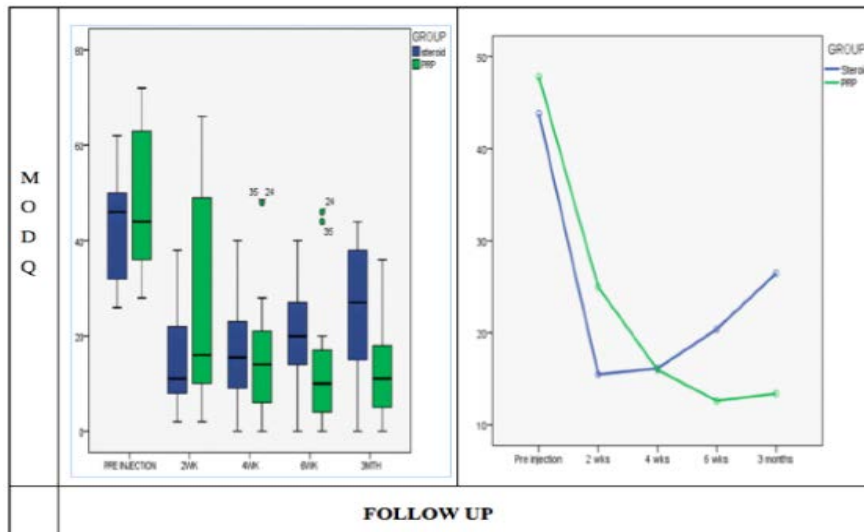 M
O
D
Q
GROUP
steroid
PRP
80
60
40
20
0
35 24
24
35
PRE INJECTION 2WK 4WK 6WK 3MTH
GROUP
Steroid
PRP
50
40
30
20
10
Pre injection 2 wks 4 wks 6 wks 3 months
FOLLOW UP